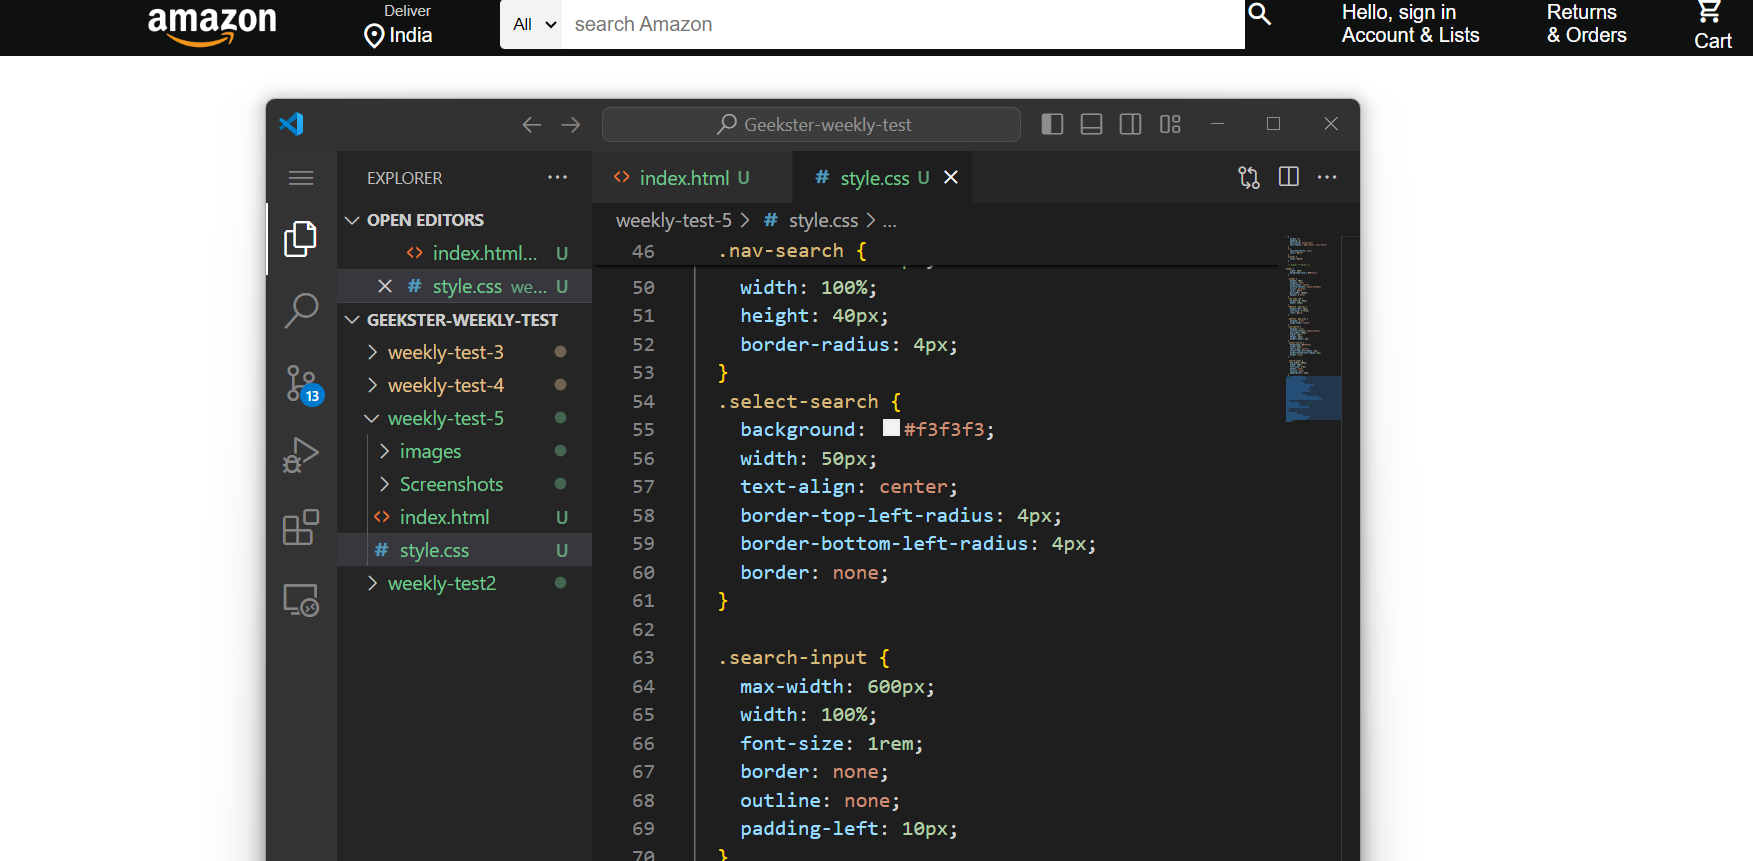 amazon
Deliver
India
All
search Amazon
Hello, sign in
Account & Lists
Returns
& Orders
Cart
Geekster-weekly-test
EXPLORER
index.html U
style.css U
OPEN EDITORS
weekly-test-5 > # style.css > ...
index.html... U
style.css we... U
GEEKSTER-WEEKLY-TEST
weekly-test-3
weekly-test-4
weekly-test-5
images
Screenshots
index.html U
style.css U
weekly-test2
13
46 .nav-search {
50 width: 100%;
51 height: 40px;
52 border-radius: 4px;
53 }
54 .select-search {
55 background: #f3f3f3;
56 width: 50px;
57 text-align: center;
58 border-top-left-radius: 4px;
59 border-bottom-left-radius: 4px;
60 border: none;
61 }
62
63 .search-input {
64 max-width: 600px;
65 width: 100%;
66 font-size: 1rem;
67 border: none;
68 outline: none;
69 padding-left: 10px;
70 }